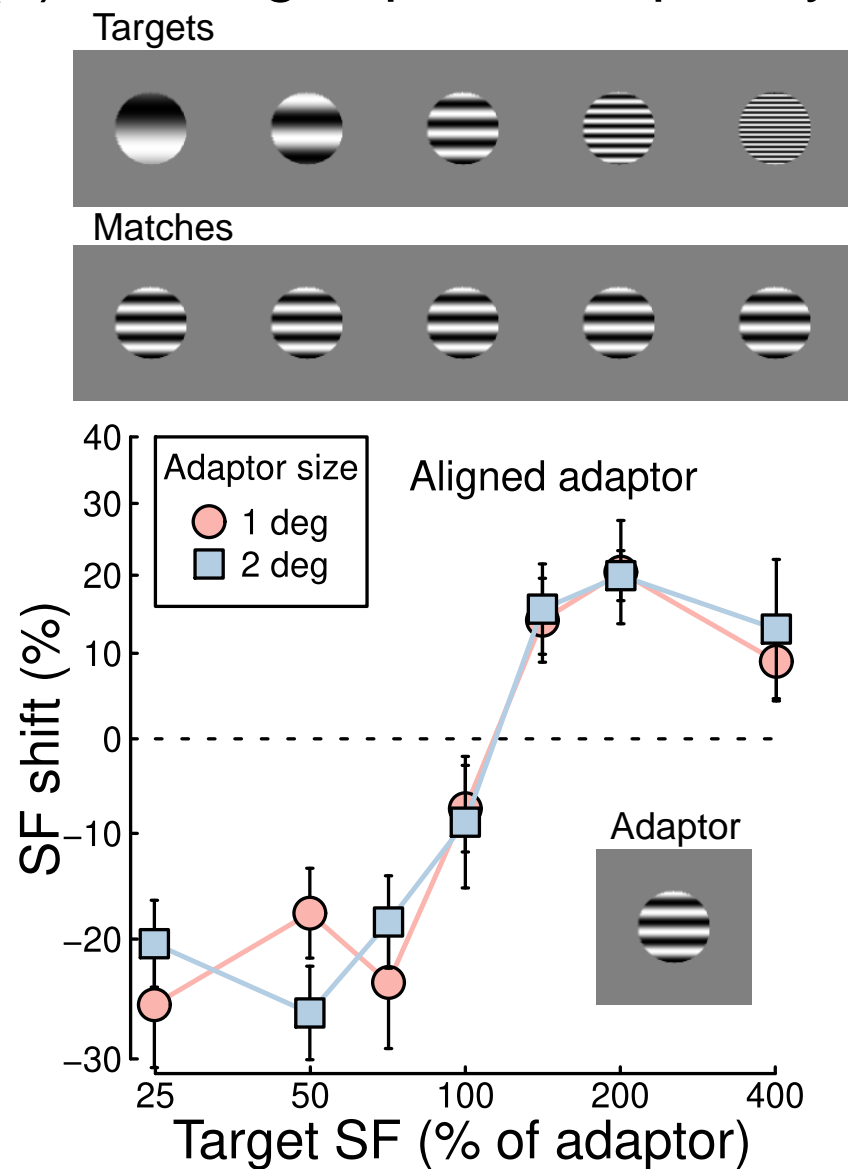 Targets
Matches
40
30
20
10
0
−10
−20
−30
SF shift (%)
Adaptor size
1 deg
2 deg
Aligned adaptor
Adaptor
25 50 100 200 400
Target SF (% of adaptor)